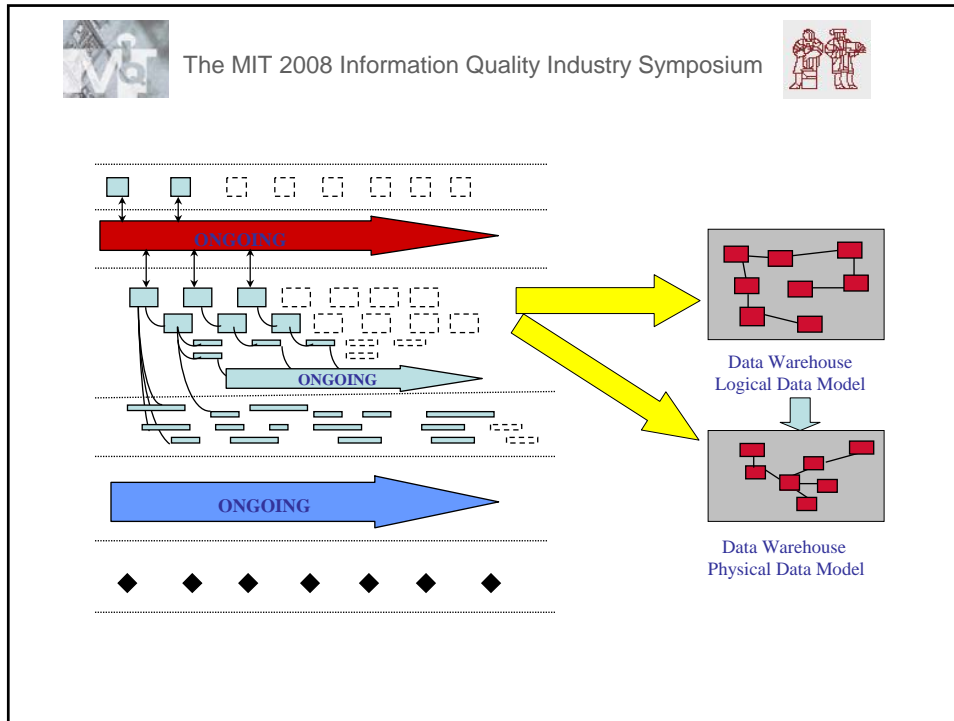 The MIT 2008 Information Quality Industry Symposium
ONGOING
ONGOING
ONGOING
Data Warehouse
Logical Data Model
Data Warehouse
Physical Data Model